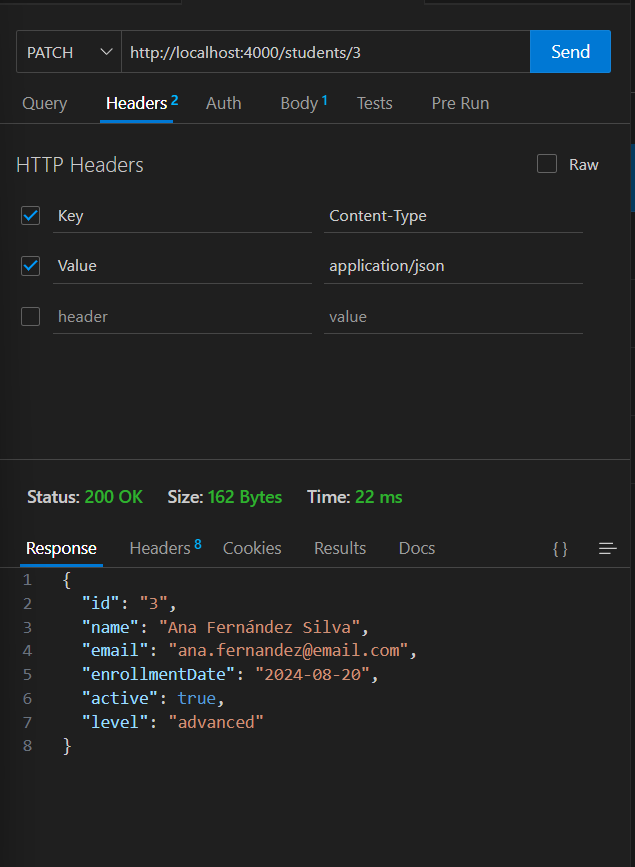 PATCH http://localhost:4000/students/3 Send
Query Headers 2 Auth Body 1 Tests Pre Run
HTTP Headers Raw
Key Content-Type
Value application/json
header value
Status: 200 OK Size: 162 Bytes Time: 22 ms
Response Headers 8 Cookies Results Docs { }
1 {
2 "id": "3",
3 "name": "Ana Fernández Silva",
4 "email": "ana.fernandez@email.com",
5 "enrollmentDate": "2024-08-20",
6 "active": true,
7 "level": "advanced"
8 }